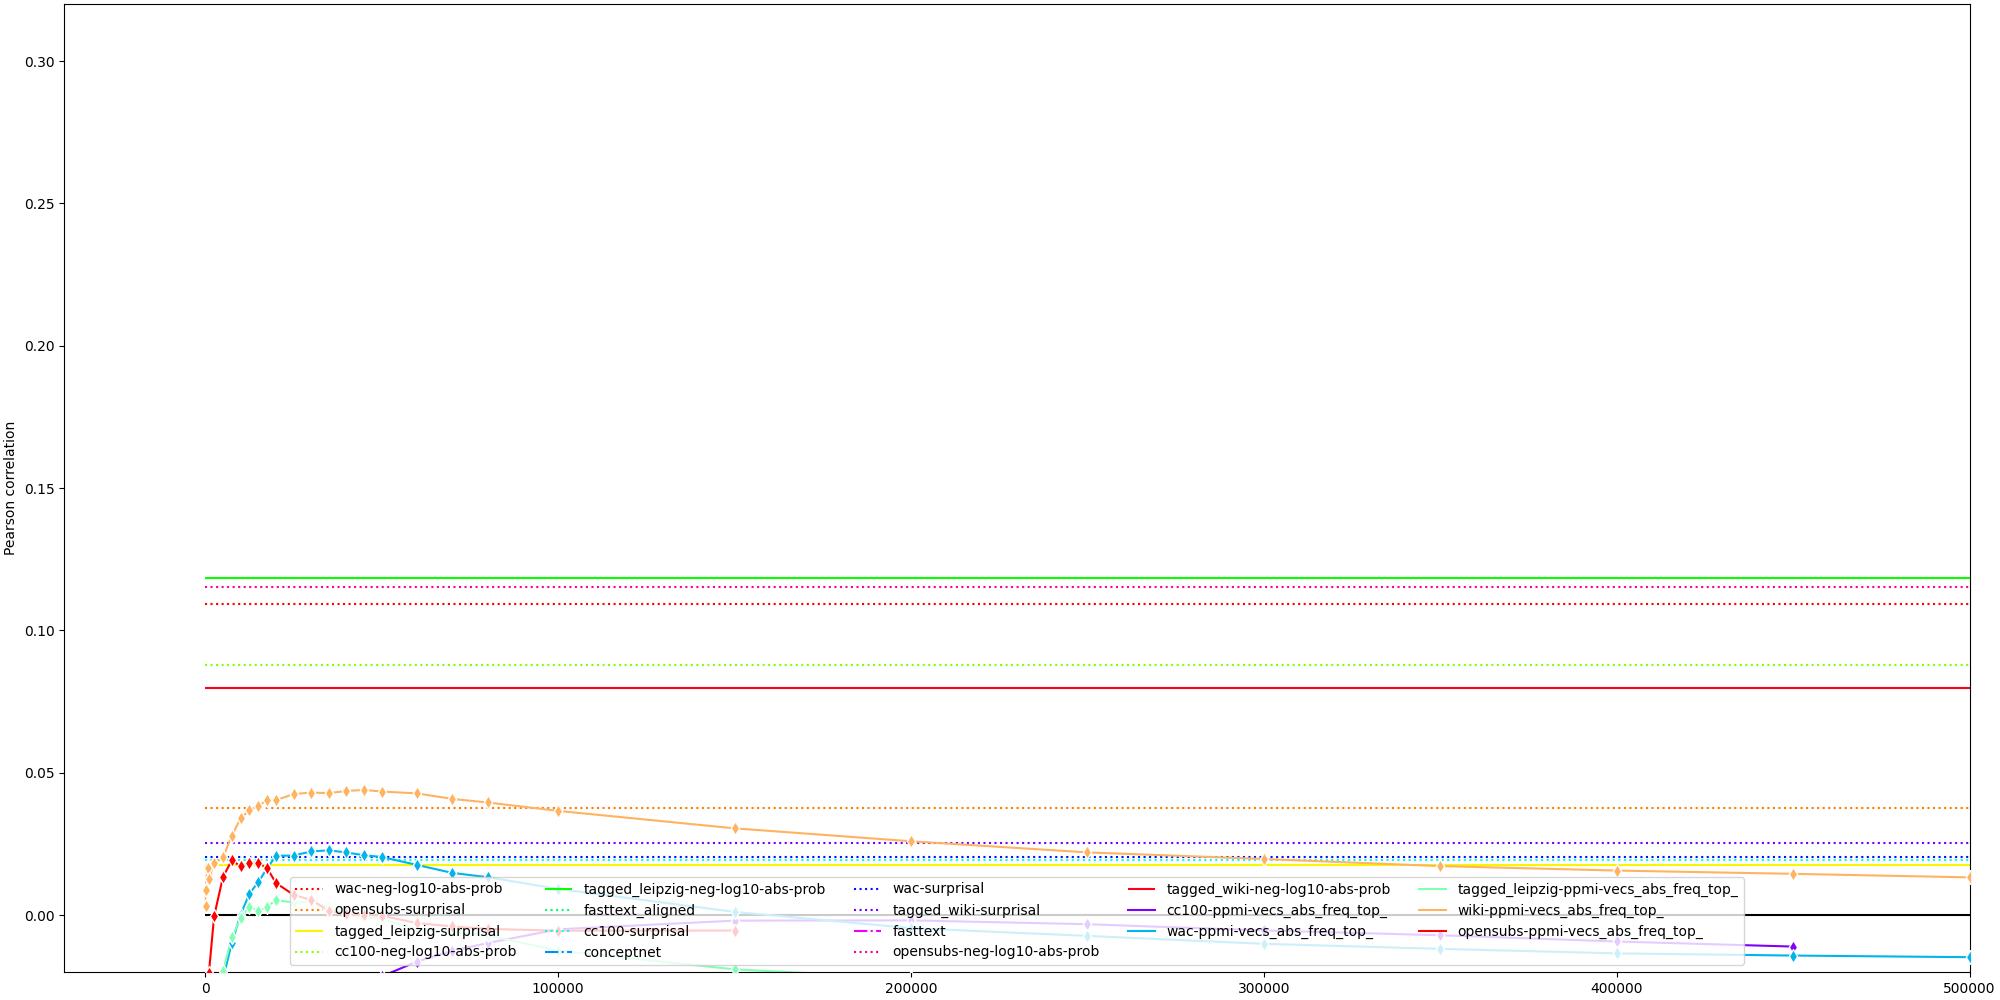 0.30
0.25
0.20
0.15
0.10
0.05
0.00
Pearson correlation
wac-neg-log10-abs-prob
opensubs-surprisal
tagged_leipzig-surprisal
cc100-neg-log10-abs-prob
tagged_leipzig-neg-log10-abs-prob
fasttext_aligned
cc100-surprisal
conceptnet
wac-surprisal
tagged_wiki-surprisal
fasttext
opensubs-neg-log10-abs-prob
tagged_wiki-neg-log10-abs-prob
cc100-ppmi-vecs_abs_freq_top_
wac-ppmi-vecs_abs_freq_top_
tagged_leipzig-ppmi-vecs_abs_freq_top_
wiki-ppmi-vecs_abs_freq_top_
opensubs-ppmi-vecs_abs_freq_top_
0 100000 200000 300000 400000 500000